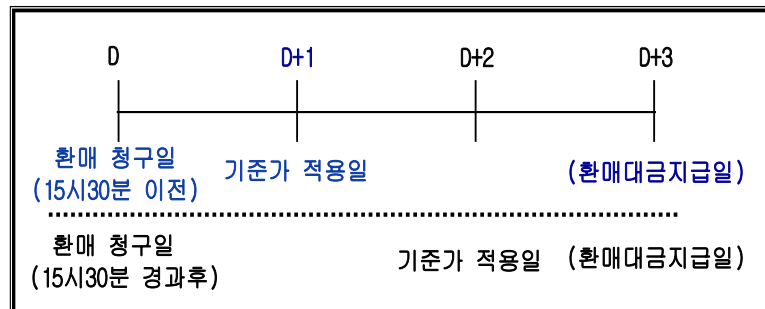 D D+1 D+2 D+3
환매 청구일
(15시30분 이전)
기준가 적용일
(환매대금지급일)
환매 청구일
(15시30분 경과후)
기준가 적용일
(환매대금지급일)